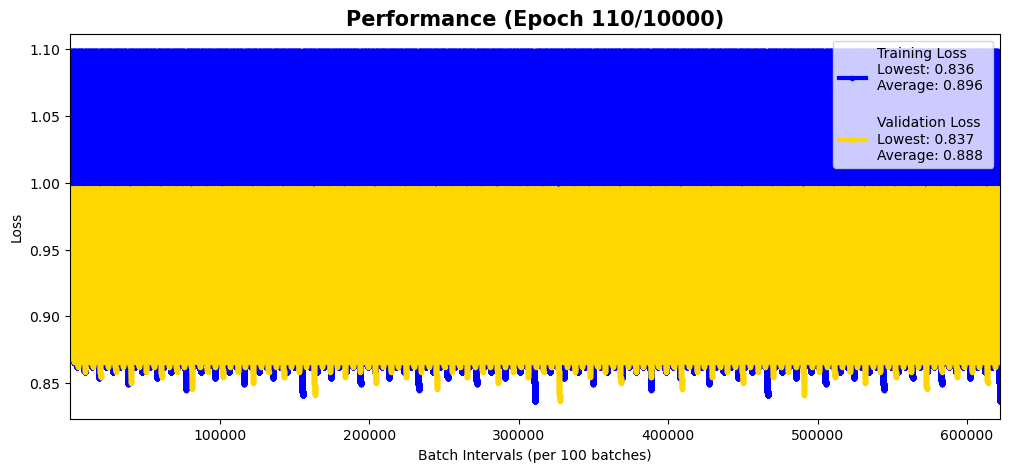 Performance (Epoch 110/10000)
1.10
1.05
1.00
0.95
0.90
0.85
Loss
Training Loss
Lowest: 0.836
Average: 0.896
Validation Loss
Lowest: 0.837
Average: 0.888
100000
200000
300000
400000
500000
600000
Batch Intervals (per 100 batches)